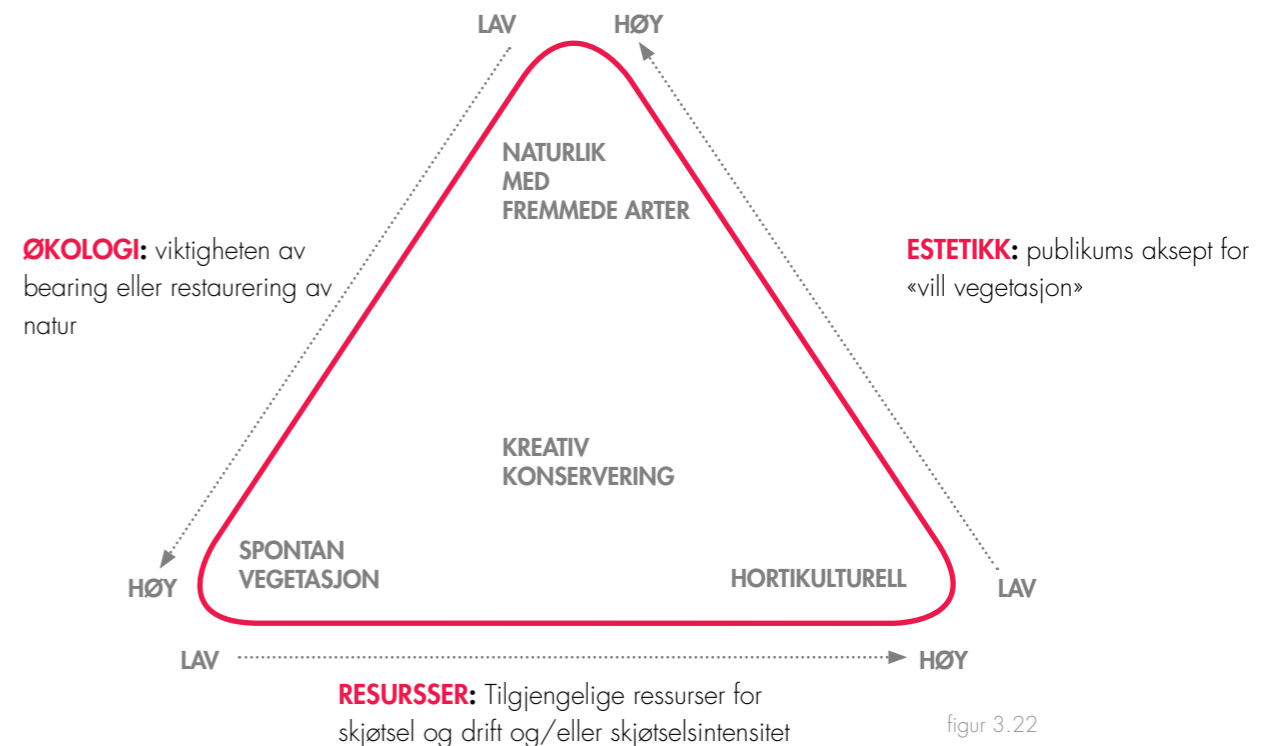 LAV HØY
NATURLIK
MED
FREMMEDE ARTER
ØKOLOGI: viktigheten av
bearing eller restaurering av
natur
ESTETIKK: publikums aksept for
«vill vegetasjon»
KREATIV
KONSERVERING
SPONTAN
VEGETASJON
HORTIKULTURELL
HØY
LAV
LAV
HØY
RESURSSER: Tilgjengelige ressurser for
skjøtsel og drift og/eller skjøtselsintensitet
figur 3.22